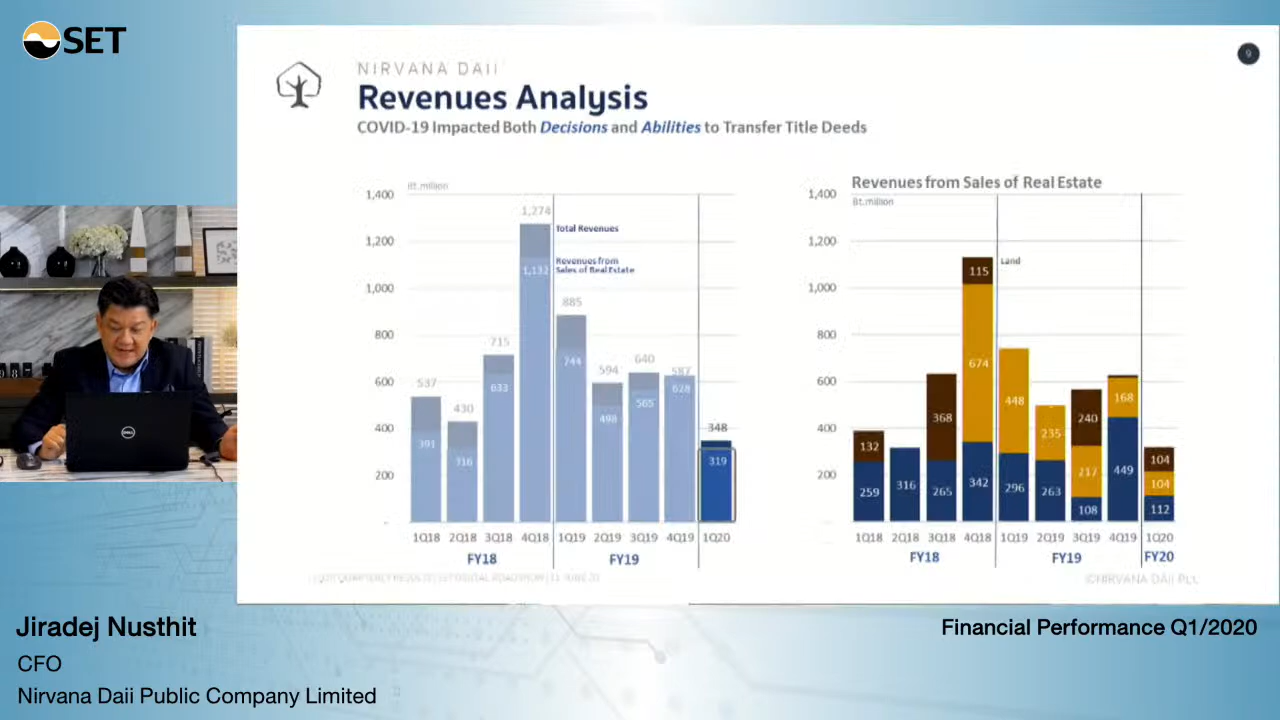 SET
9
NIRVANA DAII
Revenues Analysis
COVID-19 Impacted Both Decisions and Abilities to Transfer Title Deeds
Bt.million
1,400
1,200
1,000
800
600
400
200
-
1,274
Total Revenues
1,132
Revenues from
Sales of Real Estate
885
744
715
633
537
391
430
316
594
498
640
565
587
628
348
319
1Q18 2Q18 3Q18 4Q18 1Q19 2Q19 3Q19 4Q19 1Q20
FY18 FY19
Revenues from Sales of Real Estate
Bt.million
1,400
1,200
1,000
800
600
400
200
Land
132
259
316
368
265
115
674
342
448
296
235
263
240
217
108
168
449
104
104
112
1Q18 2Q18 3Q18 4Q18 1Q19 2Q19 3Q19 4Q19 1Q20
FY18 FY19 FY20
©NIRVANA DAII PLC
DELL
Jiradej Nusthit
CFO
Nirvana Daii Public Company Limited
Financial Performance Q1/2020